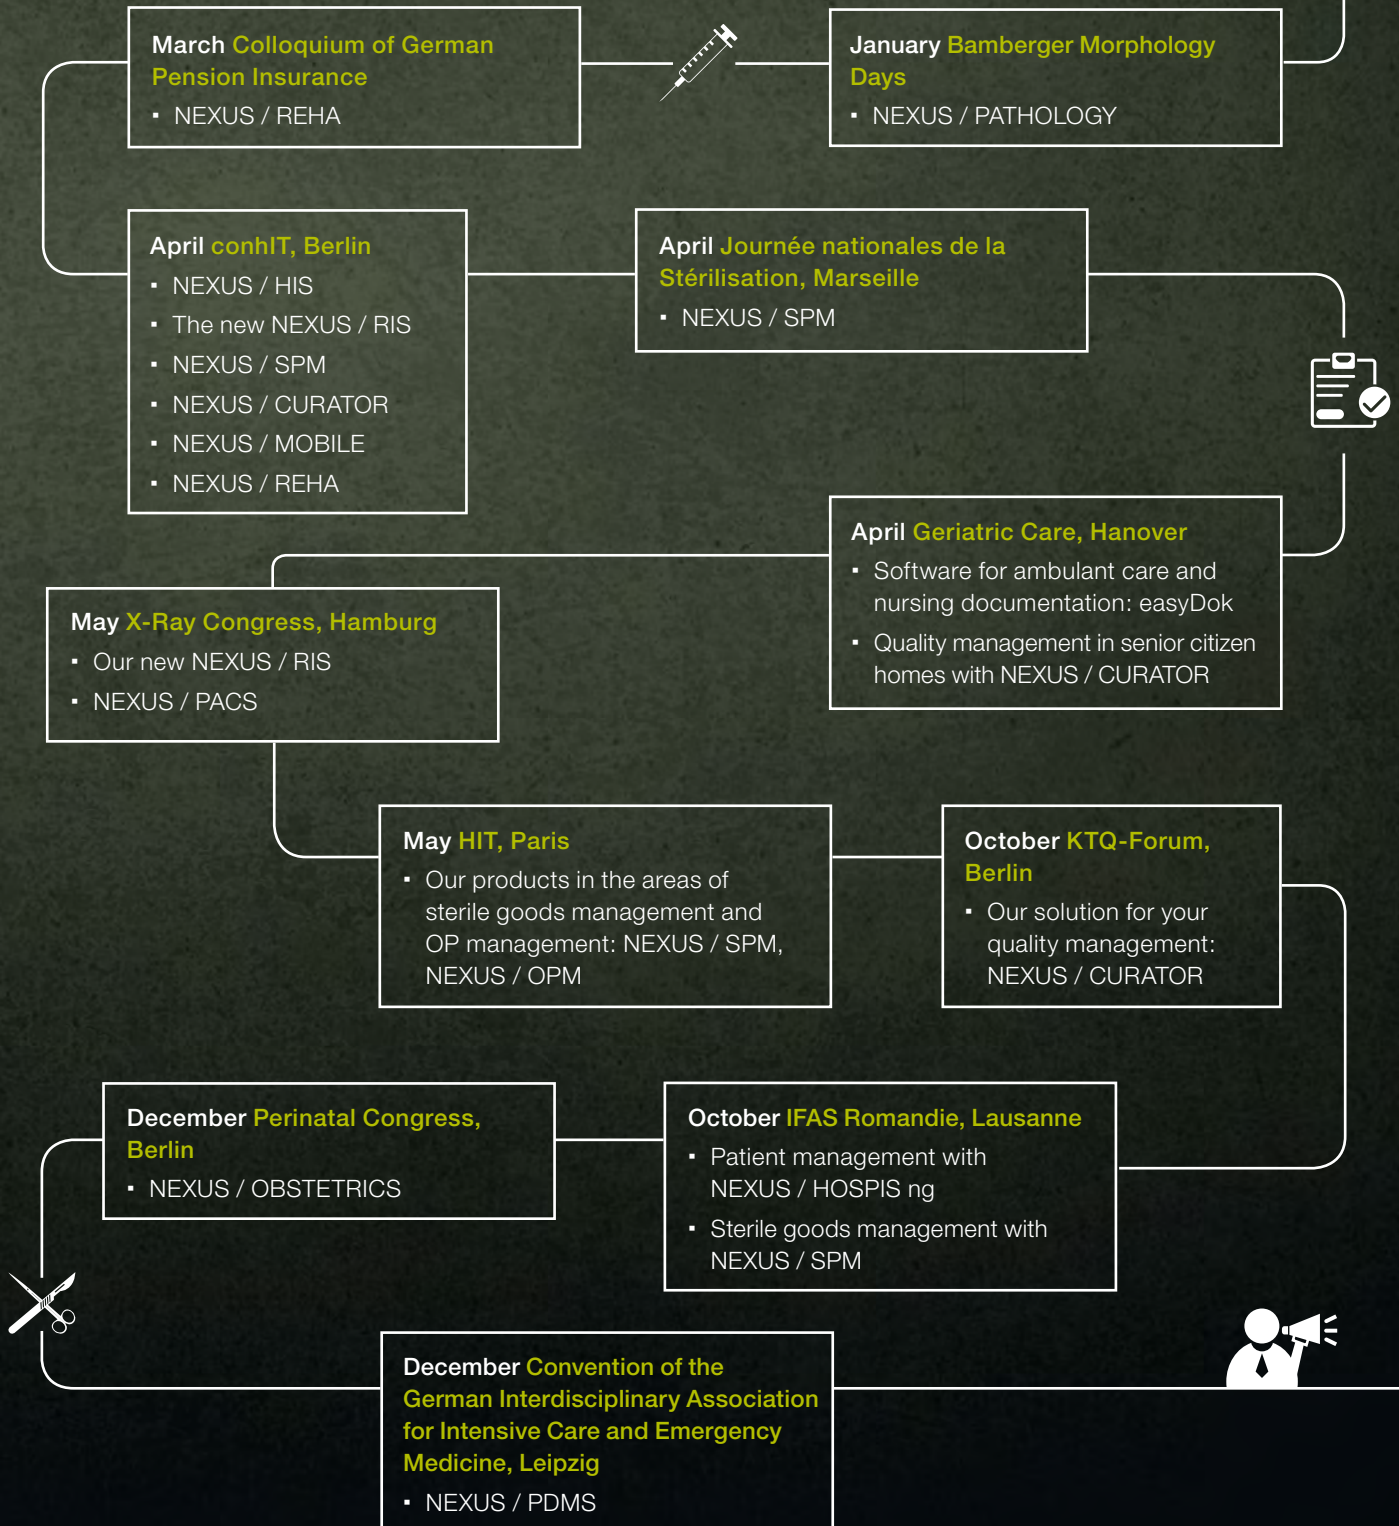 January Bamberger Morphology
Days
▪ NEXUS / PATHOLOGY
March Colloquium of German
Pension Insurance
▪ NEXUS / REHA
April conhIT, Berlin
▪ NEXUS / HIS
▪ The new NEXUS / RIS
▪ NEXUS / SPM
▪ NEXUS / CURATOR
▪ NEXUS / MOBILE
▪ NEXUS / REHA
April Journée nationales de la
Stérilisation, Marseille
▪ NEXUS / SPM
April Geriatric Care, Hanover
▪ Software for ambulant care and
nursing documentation: easyDok
▪ Quality management in senior citizen
homes with NEXUS / CURATOR
May X-Ray Congress, Hamburg
▪ Our new NEXUS / RIS
▪ NEXUS / PACS
May HIT, Paris
▪ Our products in the areas of
sterile goods management and
OP management: NEXUS / SPM,
NEXUS / OPM
October KTQ-Forum,
Berlin
▪ Our solution for your
quality management:
NEXUS / CURATOR
October IFAS Romandie, Lausanne
▪ Patient management with
NEXUS / HOSPIS ng
▪ Sterile goods management with
NEXUS / SPM
December Perinatal Congress,
Berlin
▪ NEXUS / OBSTETRICS
December Convention of the
German Interdisciplinary Association
for Intensive Care and Emergency
Medicine, Leipzig
▪ NEXUS / PDMS